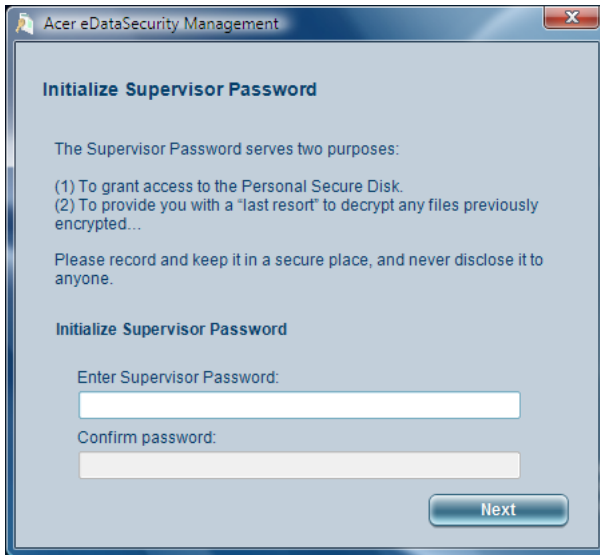 Acer eDataSecurity Management
Initialize Supervisor Password
The Supervisor Password serves two purposes:
(1) To grant access to the Personal Secure Disk.
(2) To provide you with a “last resort” to decrypt any files previously
encrypted...
Please record and keep it in a secure place, and never disclose it to
anyone.
Initialize Supervisor Password
Enter Supervisor Password:
Confirm password:
Next